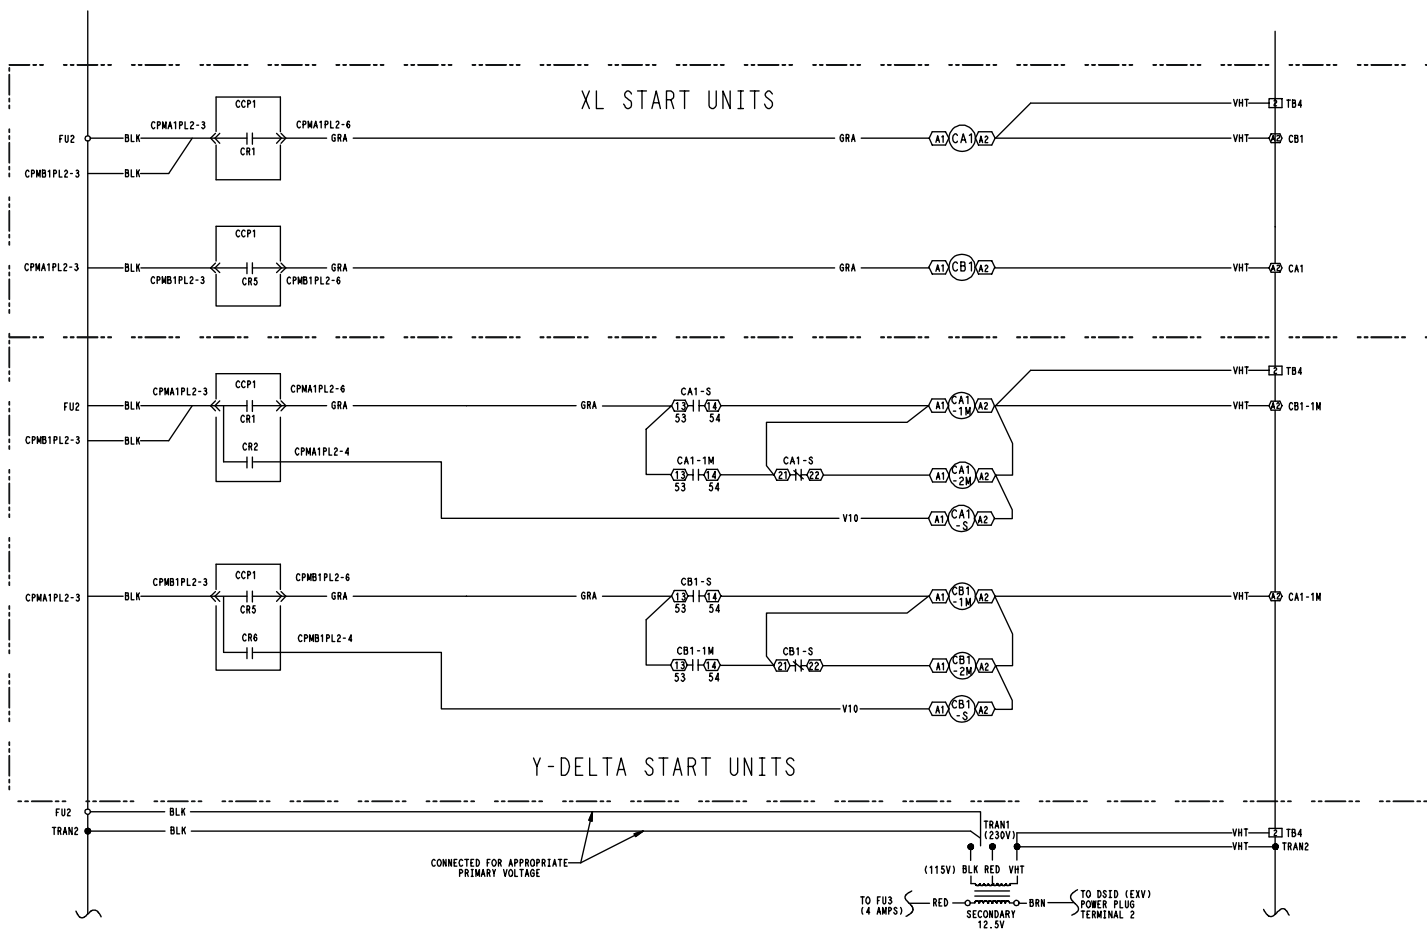 XL START UNITS
VHT 2 TB4
CCP1
FU2 BLK CPMA1PL2-3 CR1 CPMA1PL2-6 GRA GRA A1 CA1 A2 VHT A2 CB1
CPMB1PL2-3 BLK
CCP1
CPMA1PL2-3 BLK CPMB1PL2-3 CR5 CPMB1PL2-6 GRA GRA A1 CB1 A2 VHT A2 CA1
VHT 2 TB4
CCP1
CPMA1PL2-3 CPMA1PL2-6 CA1-S
FU2 BLK CR1 GRA GRA 13 14 A1 CA1 -1M A2 VHT A2 CB1-1M
53 54
CPMB1PL2-3 BLK CR2 CPMA1PL2-4
CA1-1M CA1-S
13 14 21 22 A1 CA1 -2M A2
53 54
V10 A1 CA1 -S A2
CCP1
CPMB1PL2-3 CPMB1PL2-6 CB1-S
CPMA1PL2-3 BLK CR5 GRA GRA 13 14 A1 CB1 -1M A2 VHT A2 CA1-1M
53 54
CR6 CPMB1PL2-4
CB1-1M CB1-S
13 14 21 22 A1 CB1 -2M A2
53 54
V10 A1 CB1 -S A2
Y-DELTA START UNITS
FU2 BLK
TRAN2 BLK
TRAN1
(230V)
VHT 2 TB4
VHT TRAN2
CONNECTED FOR APPROPRIATE
PRIMARY VOLTAGE
(115V) BLK RED VHT
TO FU3
(4 AMPS)
RED BRN
SECONDARY
12.5V
TO DSID (EXV)
POWER PLUG
TERMINAL 2